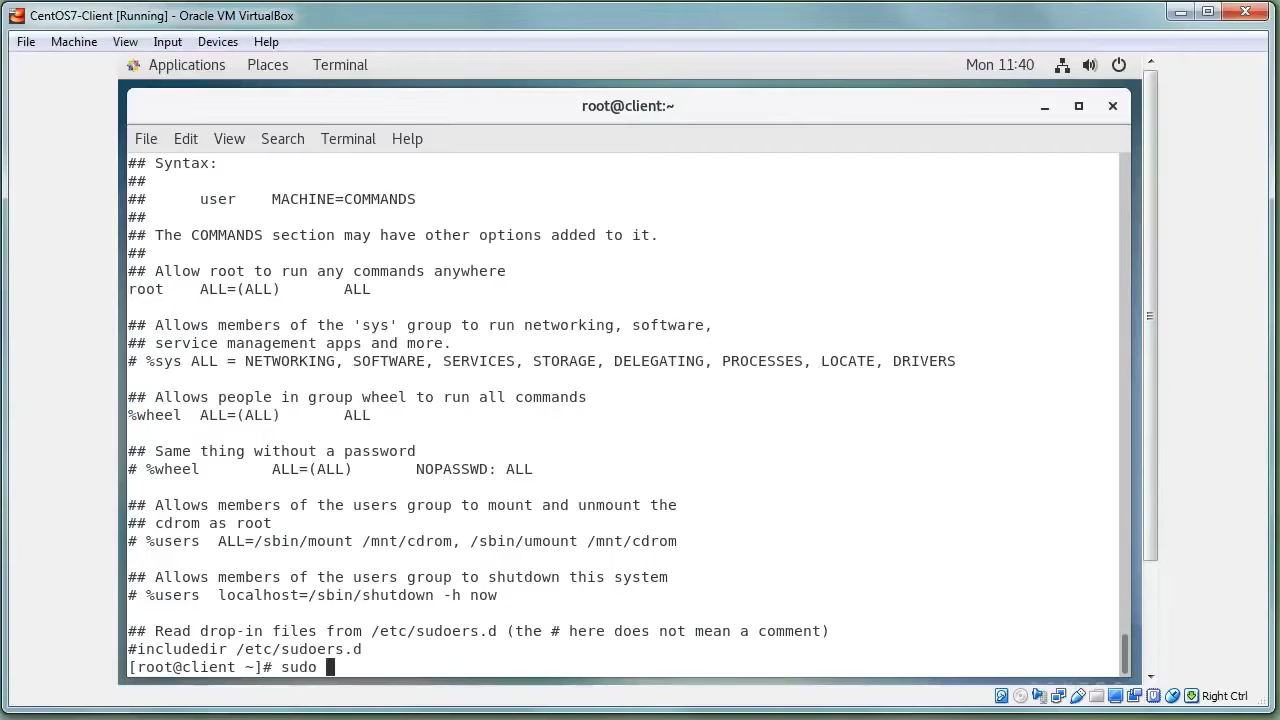 CentOS7-Client [Running] - Oracle VM VirtualBox
File Machine View Input Devices Help
Applications Places Terminal Mon 11:40
root@client:~
File Edit View Search Terminal Help
## Syntax:
##
##      user    MACHINE=COMMANDS
##
## The COMMANDS section may have other options added to it.
##
## Allow root to run any commands anywhere
root    ALL=(ALL)       ALL
## Allows members of the 'sys' group to run networking, software,
## service management apps and more.
# %sys ALL = NETWORKING, SOFTWARE, SERVICES, STORAGE, DELEGATING, PROCESSES, LOCATE, DRIVERS
## Allows people in group wheel to run all commands
%wheel  ALL=(ALL)       ALL
## Same thing without a password
# %wheel        ALL=(ALL)       NOPASSWD: ALL
## Allows members of the users group to mount and unmount the
## cdrom as root
# %users  ALL=/sbin/mount /mnt/cdrom, /sbin/umount /mnt/cdrom
## Allows members of the users group to shutdown this system
# %users  localhost=/sbin/shutdown -h now
## Read drop-in files from /etc/sudoers.d (the # here does not mean a comment)
#includedir /etc/sudoers.d
[root@client ~]# sudo
Right Ctrl